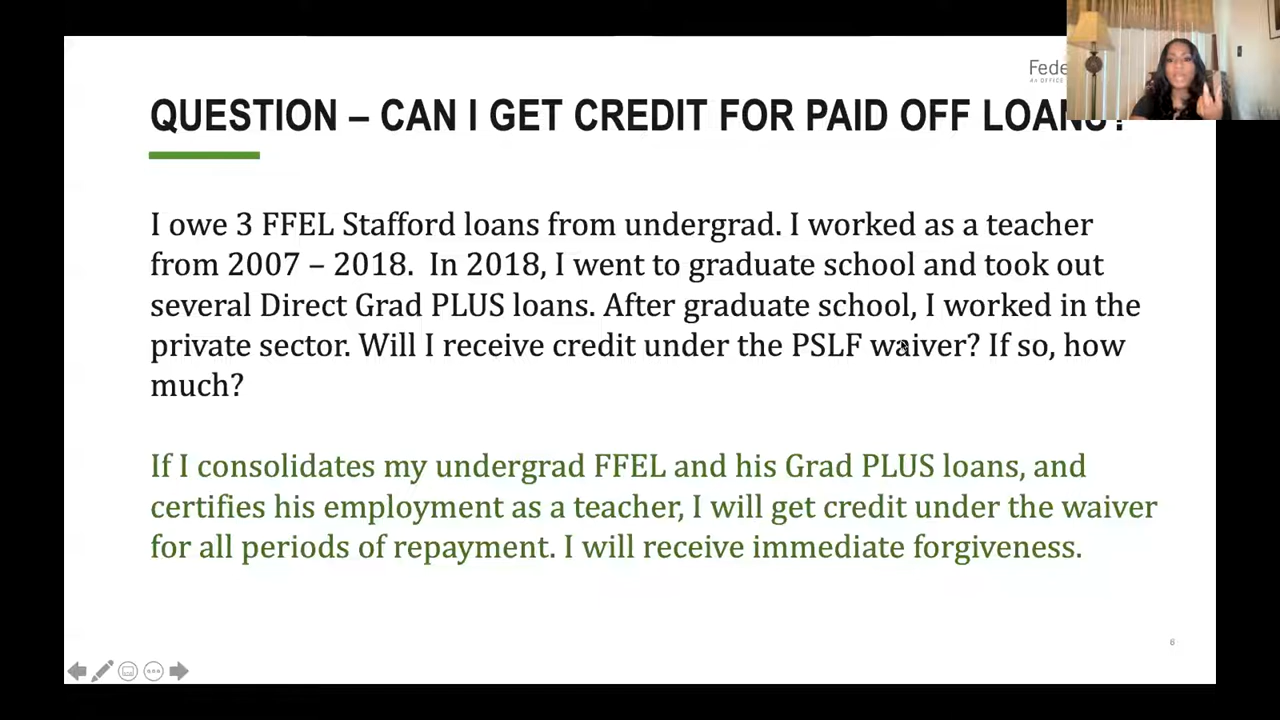 Fede
QUESTION – CAN I GET CREDIT FOR PAID OFF LOANS?
I owe 3 FFEL Stafford loans from undergrad. I worked as a teacher
from 2007 – 2018. In 2018, I went to graduate school and took out
several Direct Grad PLUS loans. After graduate school, I worked in the
private sector. Will I receive credit under the PSLF waiver? If so, how
much?
If I consolidates my undergrad FFEL and his Grad PLUS loans, and
certifies his employment as a teacher, I will get credit under the waiver
for all periods of repayment. I will receive immediate forgiveness.
6